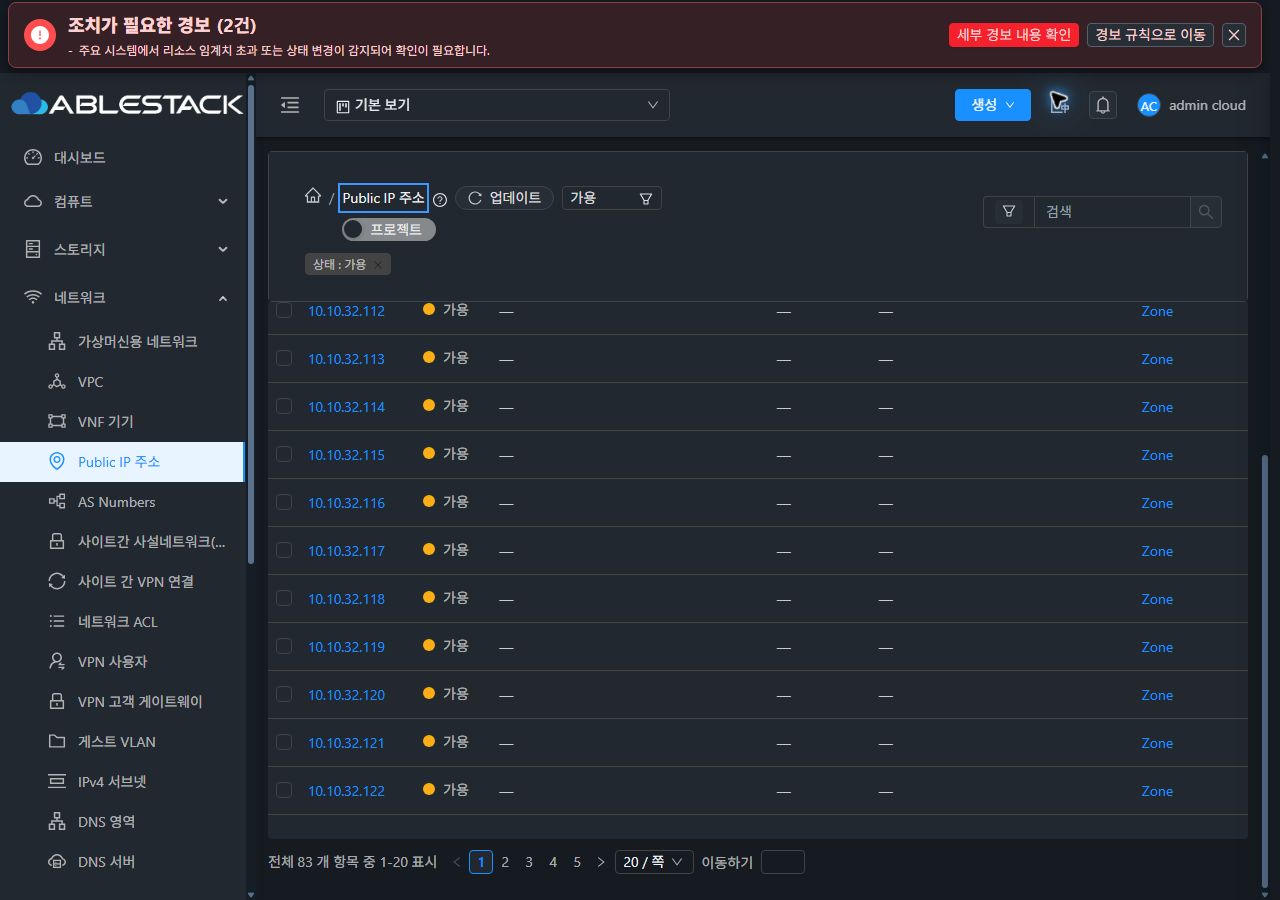 조치가 필요한 경보 (2건)
- 주요 시스템에서 리소스 임계치 초과 또는 상태 변경이 감지되어 확인이 필요합니다.
세부 경보 내용 확인
경보 규칙으로 이동
ABLESTACK
기본 보기
생성
AC
admin cloud
대시보드
컴퓨트
스토리지
네트워크
가상머신용 네트워크
VPC
VNF 기기
Public IP 주소
AS Numbers
사이트간 사설네트워크(...
사이트 간 VPN 연결
네트워크 ACL
VPN 사용자
VPN 고객 게이트웨이
게스트 VLAN
IPv4 서브넷
DNS 영역
DNS 서버
/ Public IP 주소
업데이트
가용
프로젝트
검색
상태 : 가용
10.10.32.112 가용 — — — Zone
10.10.32.113 가용 — — — Zone
10.10.32.114 가용 — — — Zone
10.10.32.115 가용 — — — Zone
10.10.32.116 가용 — — — Zone
10.10.32.117 가용 — — — Zone
10.10.32.118 가용 — — — Zone
10.10.32.119 가용 — — — Zone
10.10.32.120 가용 — — — Zone
10.10.32.121 가용 — — — Zone
10.10.32.122 가용 — — — Zone
전체 83 개 항목 중 1-20 표시 < 1 2 3 4 5 > 20 / 쪽 이동하기